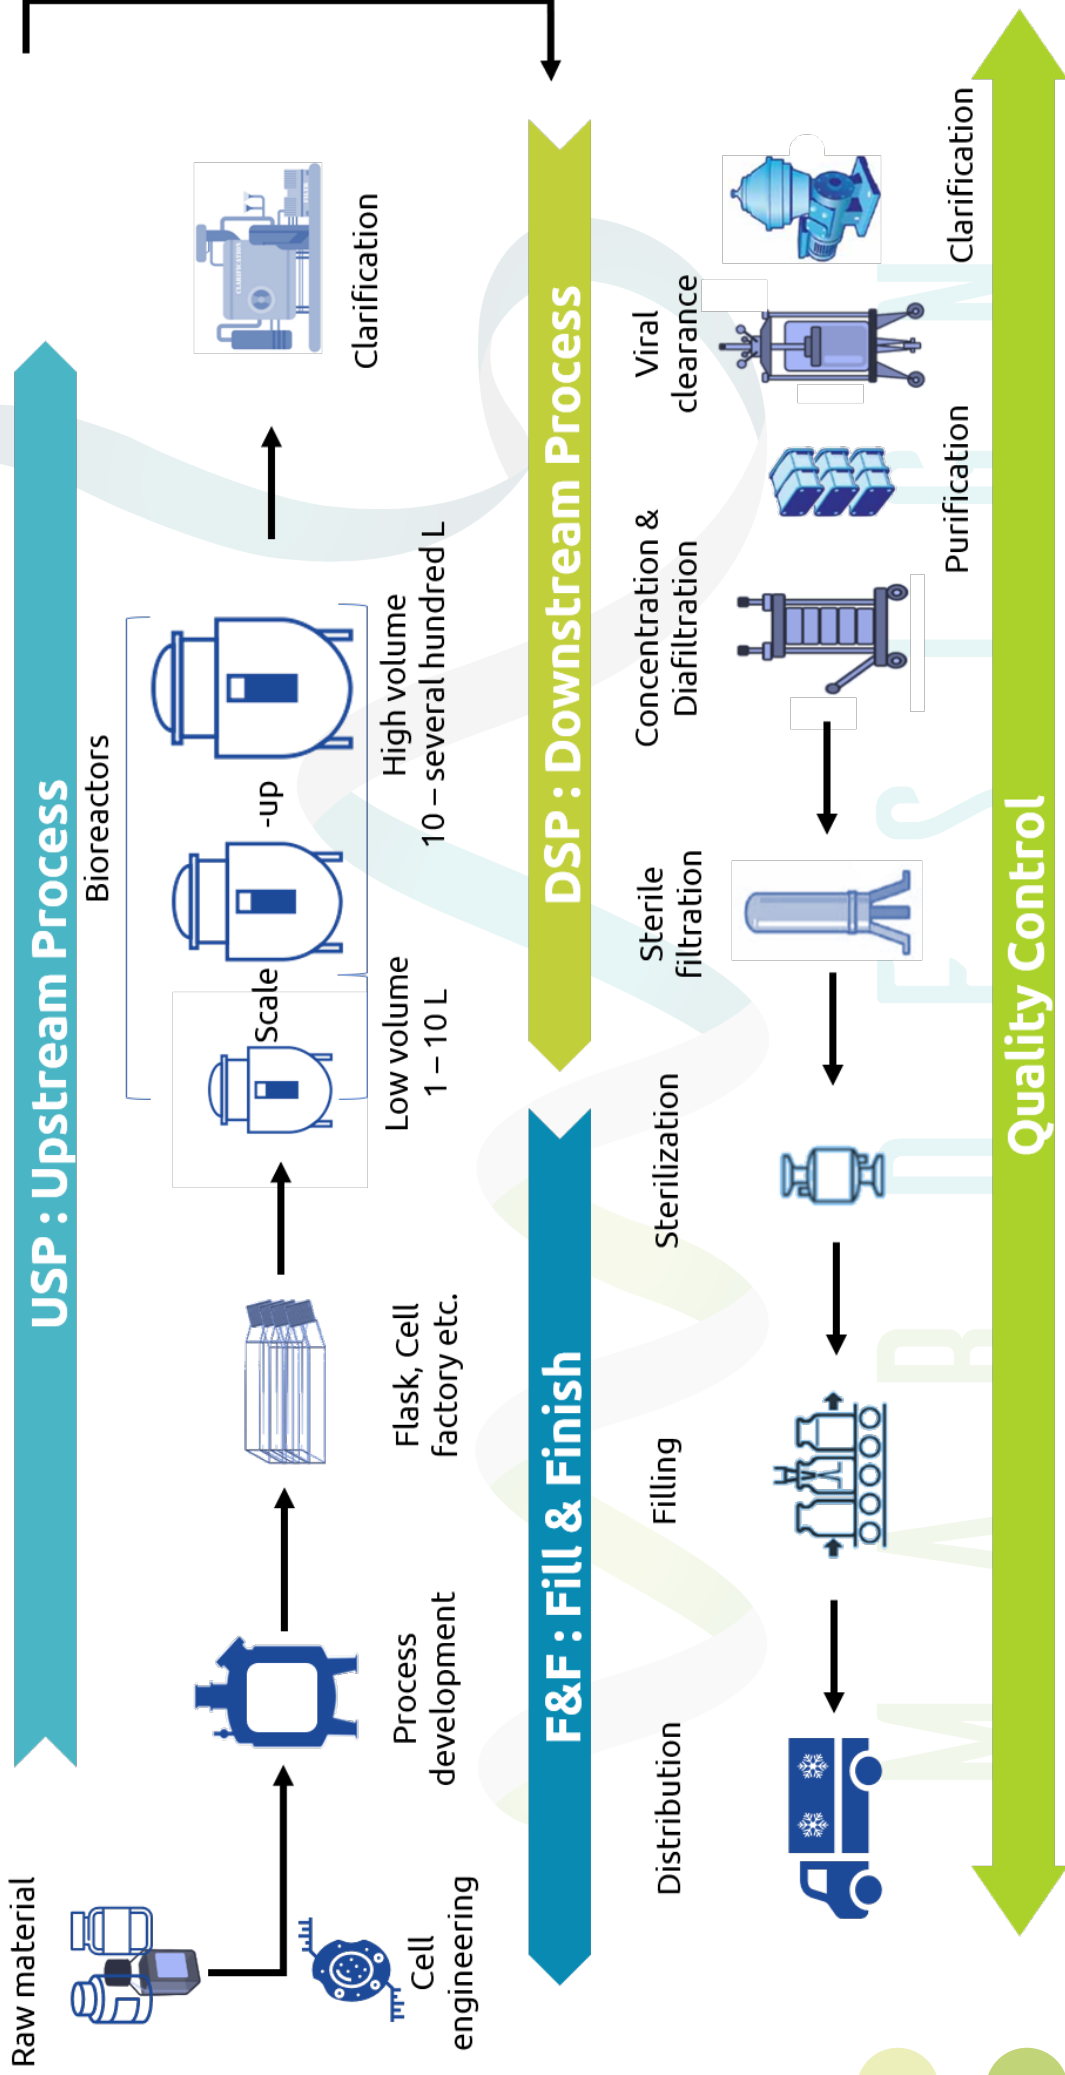 USP : Upstream Process
Raw material
Cell
engineering
Process
development
Flask, Cell
factory etc.
Bioreactors
Scale
-up
Low volume
1 – 10 L
High volume
10 – several hundred L
Clarification
F&F : Fill & Finish
DSP : Downstream Process
Distribution
Filling
Sterilization
Sterile
filtration
Concentration &
Diafiltration
Viral
clearance
Purification
Clarification
Quality Control